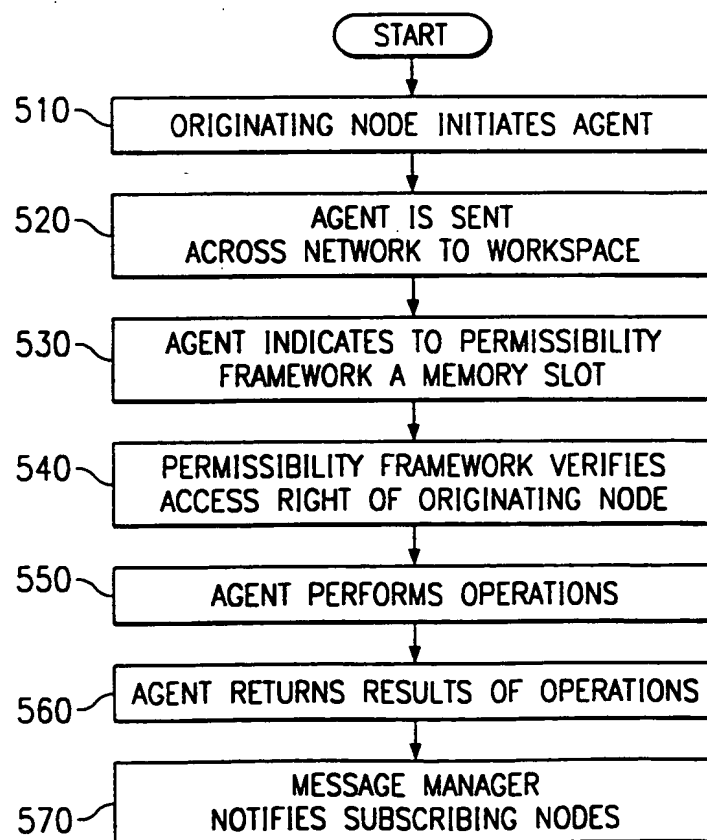 START
510
ORIGINATING NODE INITIATES AGENT
520
AGENT IS SENT
ACROSS NETWORK TO WORKSPACE
530
AGENT INDICATES TO PERMISSIBILITY
FRAMEWORK A MEMORY SLOT
540
PERMISSIBILITY FRAMEWORK VERIFIES
ACCESS RIGHT OF ORIGINATING NODE
550
AGENT PERFORMS OPERATIONS
560
AGENT RETURNS RESULTS OF OPERATIONS
570
MESSAGE MANAGER
NOTIFIES SUBSCRIBING NODES